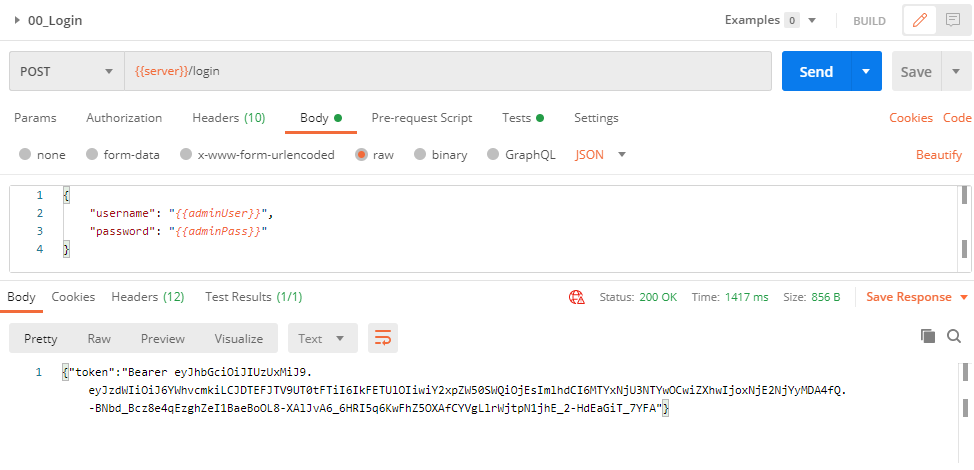 00_Login Examples 0 BUILD
POST {{server}}/login Send Save
Params Authorization Headers (10) Body Pre-request Script Tests Settings Cookies Code
none form-data x-www-form-urlencoded raw binary GraphQL JSON Beautify
1 {
2 "username": "{{adminUser}}",
3 "password": "{{adminPass}}"
4 }
Body Cookies Headers (12) Test Results (1/1) Status: 200 OK Time: 1417 ms Size: 856 B Save Response
Pretty Raw Preview Visualize Text
1 {"token":"Bearer eyJhbGciOiJIUzUxMiJ9.
eyJzdWIiOiJ6YWhvcmkiLCJDTEFJTV9UT0tFTiI6IkFETUlOIiwiY2xpZW50SWQiOjEsImlhdCI6MTYxNjU3NTYwOCwiZXhwIjoxNjE2NjYyMDA4fQ.
-BNbd_Bcz8e4qEzghZeI1BaeBoOL8-XAlJvA6_6HRI5q6KwFhZ5OXAfCYVgLlrWjtpN1jhE_2-HdEaGiT_7YFA"}